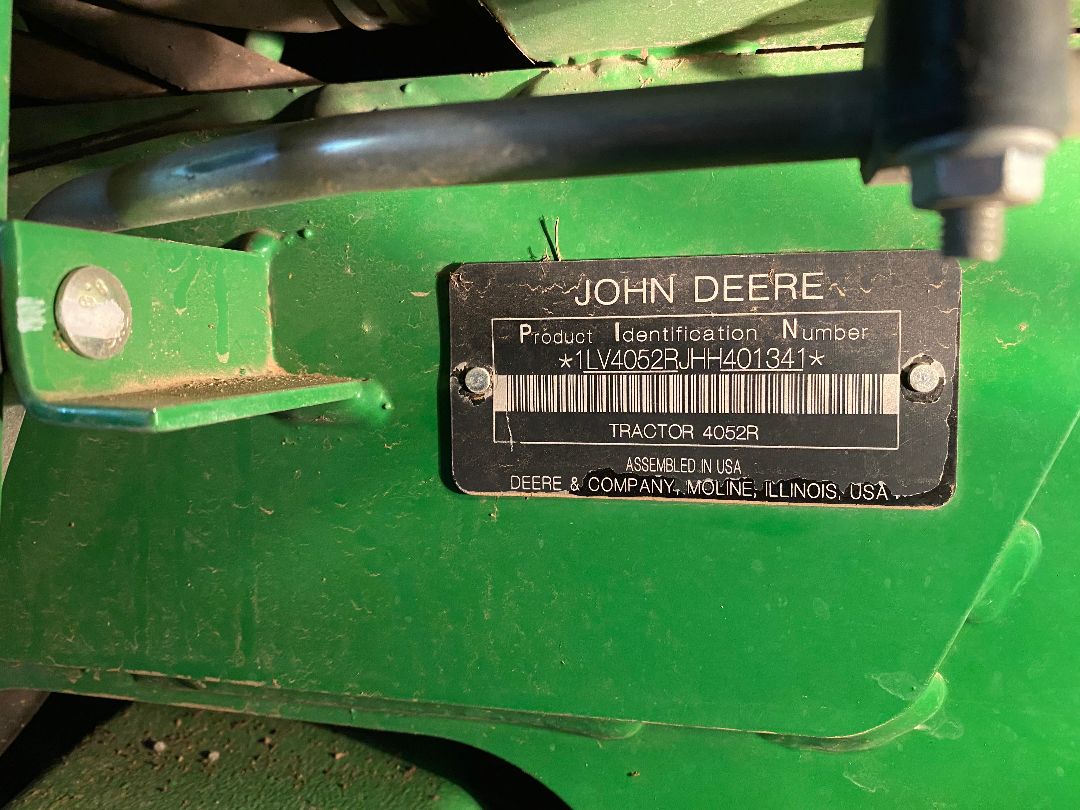 JOHN DEERE
Product Identification Number
*1LV4052RJHH401341*
TRACTOR 4052R
ASSEMBLED IN USA
DEERE & COMPANY, MOLINE, ILLINOIS, USA